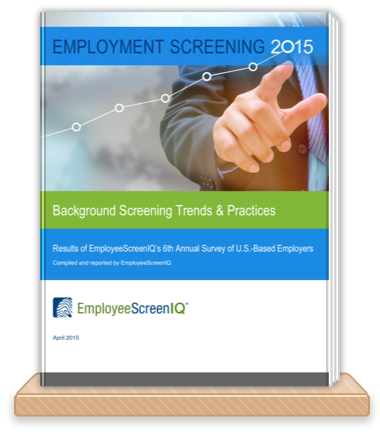 EMPLOYMENT SCREENING 2015
Background Screening Trends & Practices
Results of EmployeeScreenIQ's 6th Annual Survey of U.S.-Based Employers
Compiled and reported by EmployeeScreenIQ
EmployeeScreenIQ
April 2015